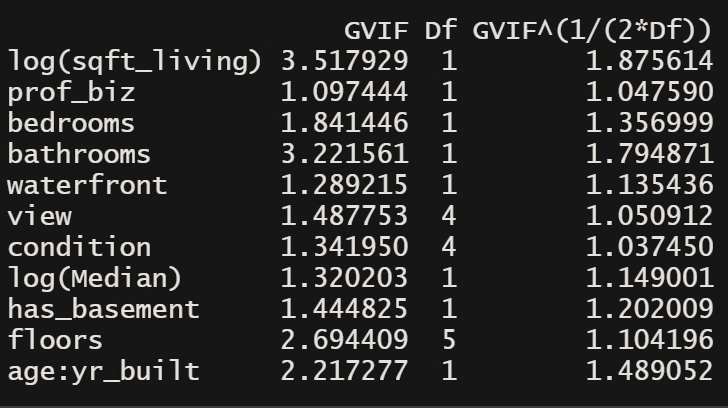 GVIF Df GVIF^(1/(2*Df))
log(sqft_living) 3.517929 1 1.875614
prof_biz 1.097444 1 1.047590
bedrooms 1.841446 1 1.356999
bathrooms 3.221561 1 1.794871
waterfront 1.289215 1 1.135436
view 1.487753 4 1.050912
condition 1.341950 4 1.037450
log(Median) 1.320203 1 1.149001
has_basement 1.444825 1 1.202009
floors 2.694409 5 1.104196
age:yr_built 2.217277 1 1.489052